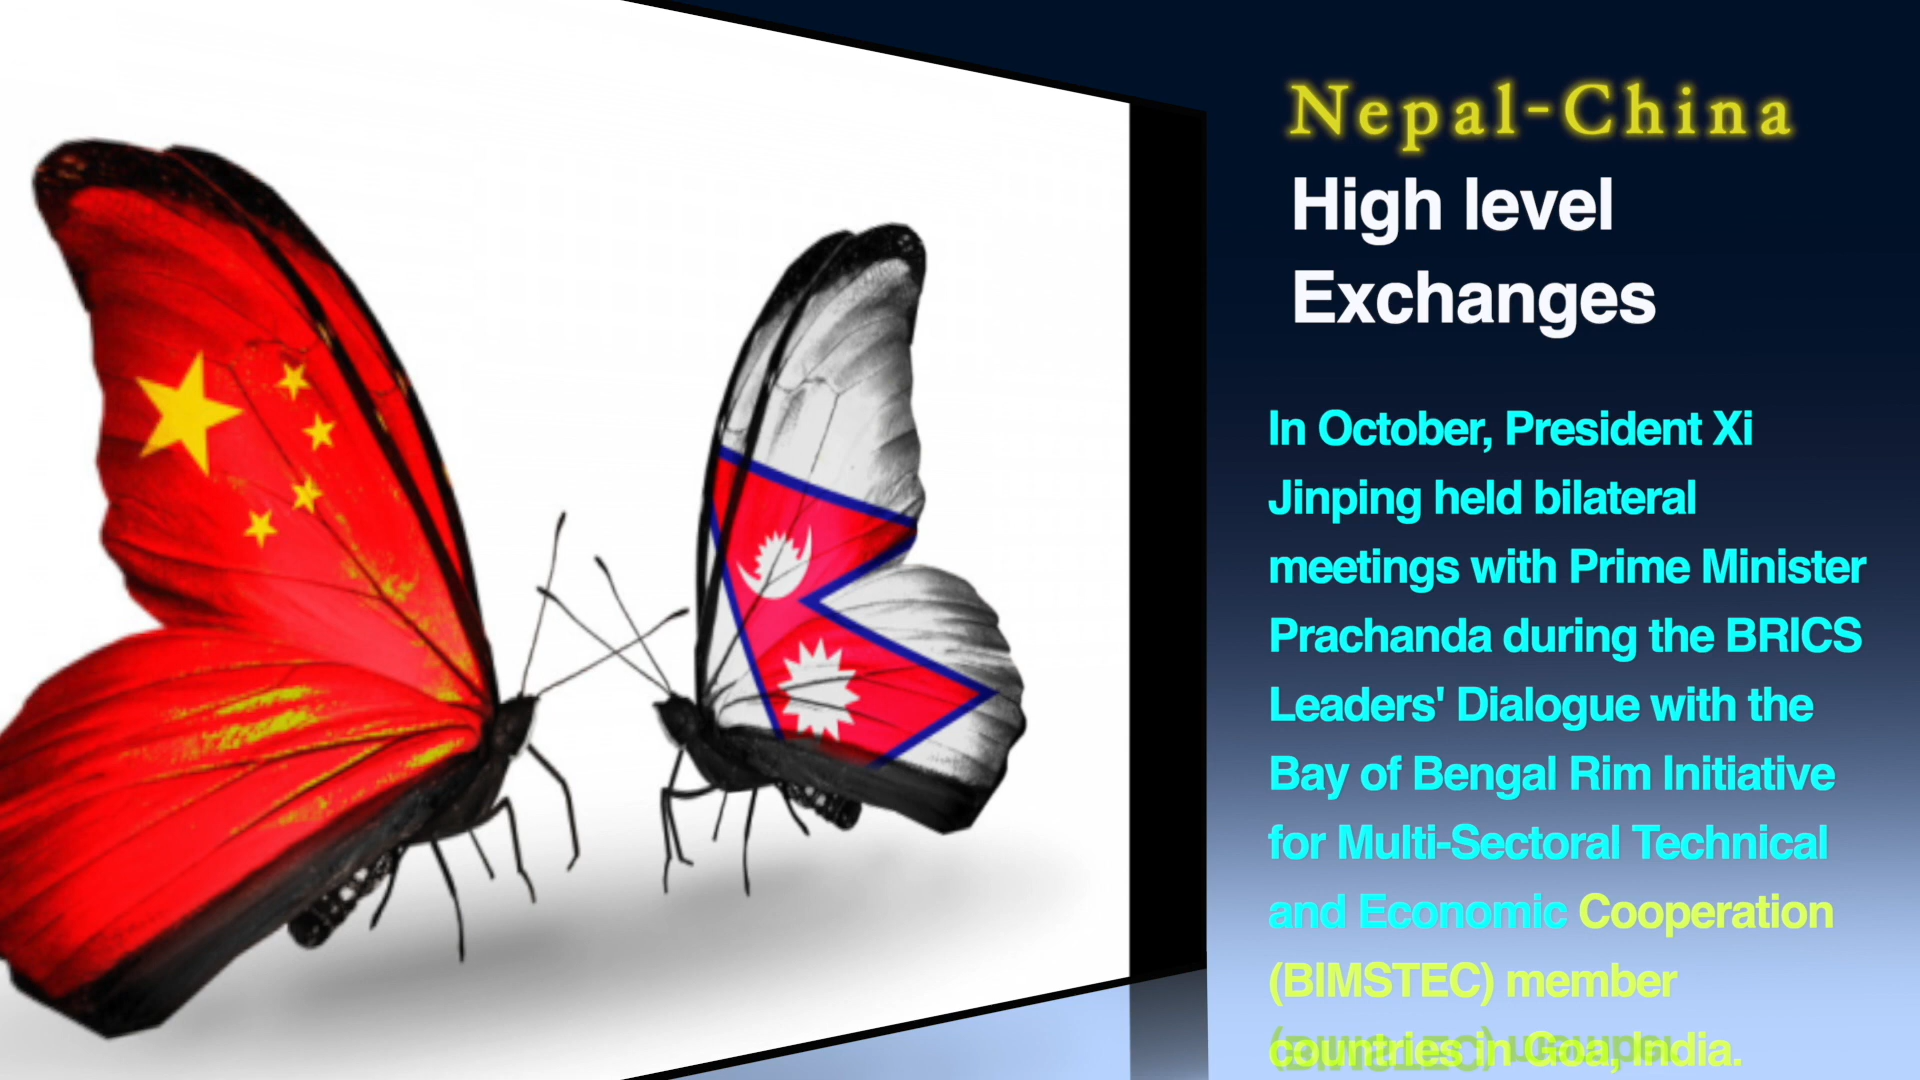 Nepal-China
High level
Exchanges
In October, President Xi
Jinping held bilateral
meetings with Prime Minister
Prachanda during the BRICS
Leaders' Dialogue with the
Bay of Bengal Rim Initiative
for Multi-Sectoral Technical
and Economic Cooperation
(BIMSTEC) member
countries in Goa, India.